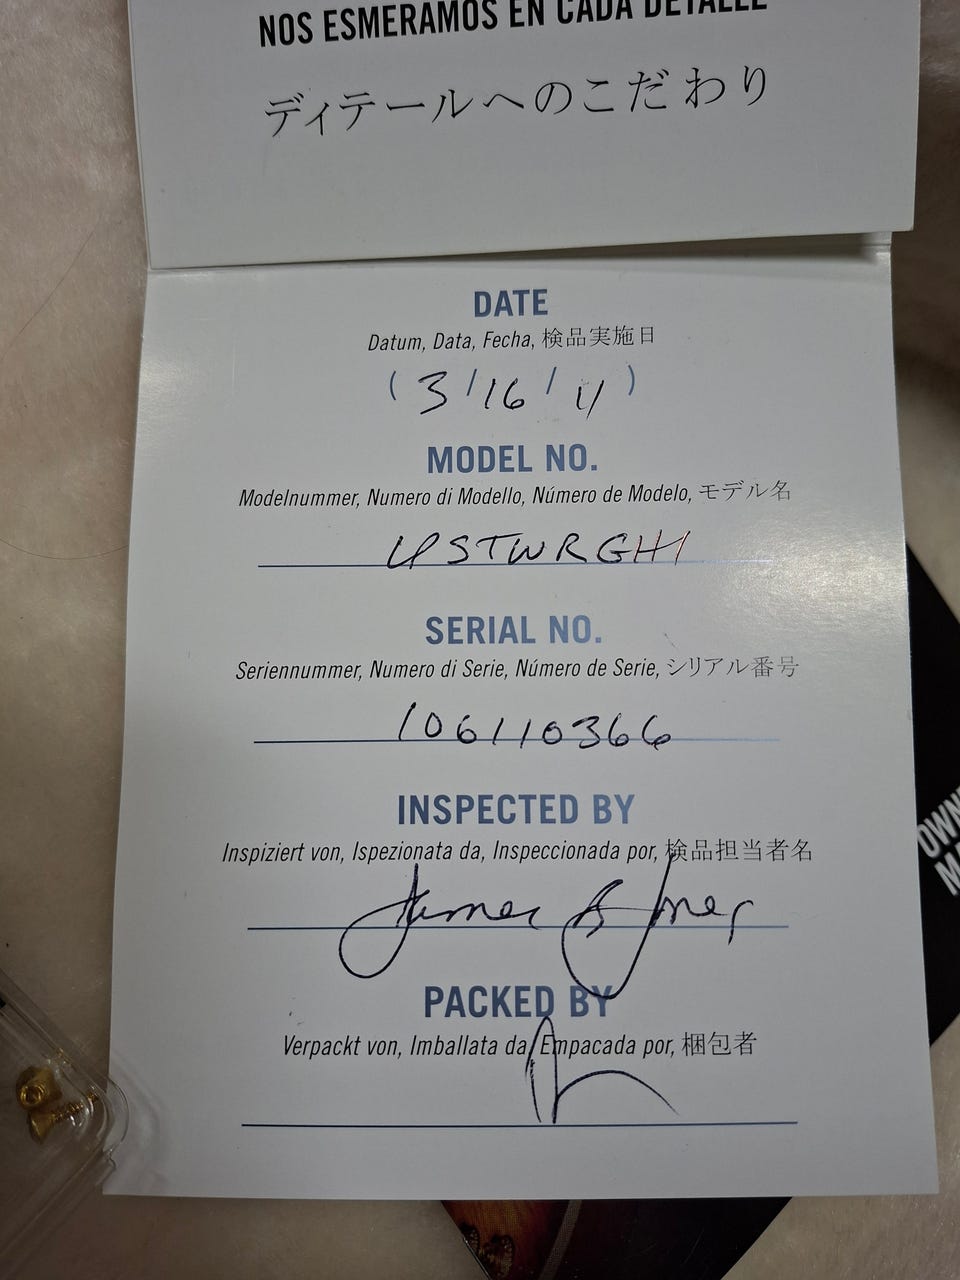 NOS ESMERAMOS EN CADA DETALLE
ディテールへのこだわり
DATE
Datum, Data, Fecha, 検品実施日
( 3 / 16 / 11 )
MODEL NO.
Modelnummer, Numero di Modello, Número de Modelo, モデル名
LPSTWRGH1
SERIAL NO.
Seriennummer, Numero di Serie, Número de Serie, シリアル番号
106110366
INSPECTED BY
Inspiziert von, Ispezionata da, Inspeccionada por, 検品担当者名
PACKED BY
Verpackt von, Imballata da, Empacada por, 梱包者
OWNE
M